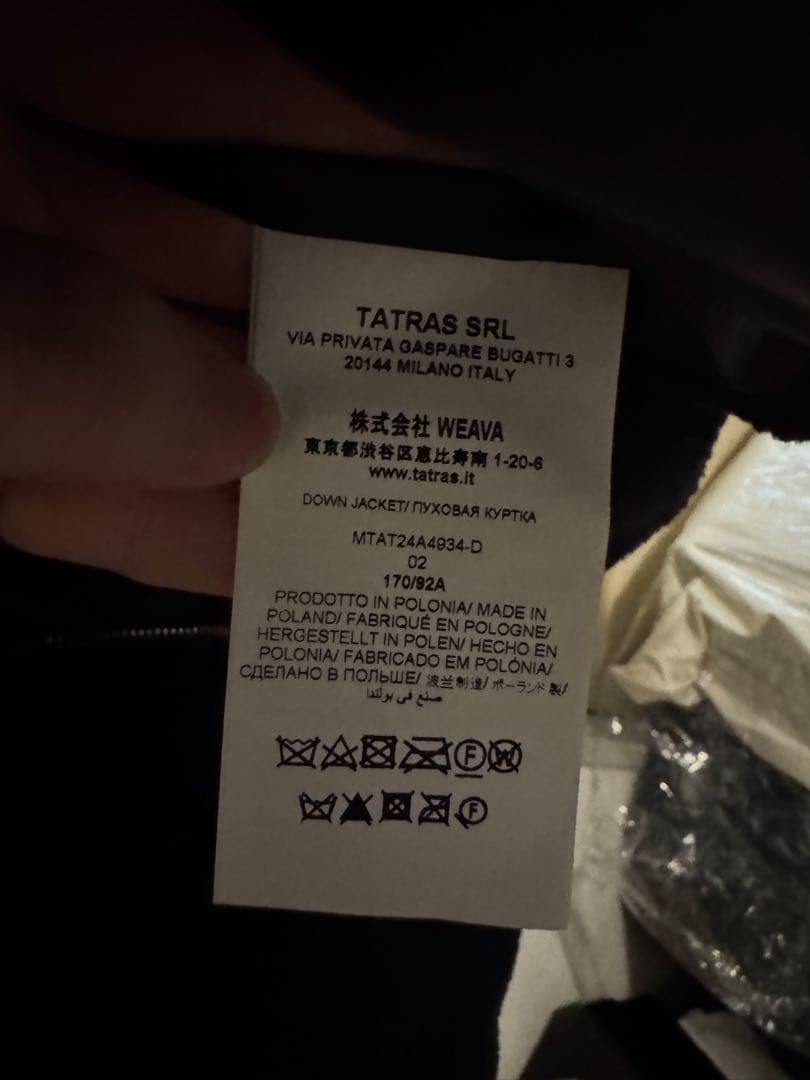 TATRAS SRL
VIA PRIVATA GASPARE BUGATTI 3
20144 MILANO ITALY
株式会社 WEAVA
東京都渋谷区恵比寿南 1-20-6
www.tatras.it
DOWN JACKET/ ПУХОВАЯ КУРТКА
MTAT24A4934-D
02
170/92A
PRODOTTO IN POLONIA/ MADE IN
POLAND/ FABRIQUÉ EN POLOGNE/
HERGESTELLT IN POLEN/ HECHO EN
POLONIA/ FABRICADO EM POLÓNIA/
СДЕЛАНО В ПОЛЬШЕ/ 波兰制造/ ポーランド 製/
صنع في بولندا
F W
F